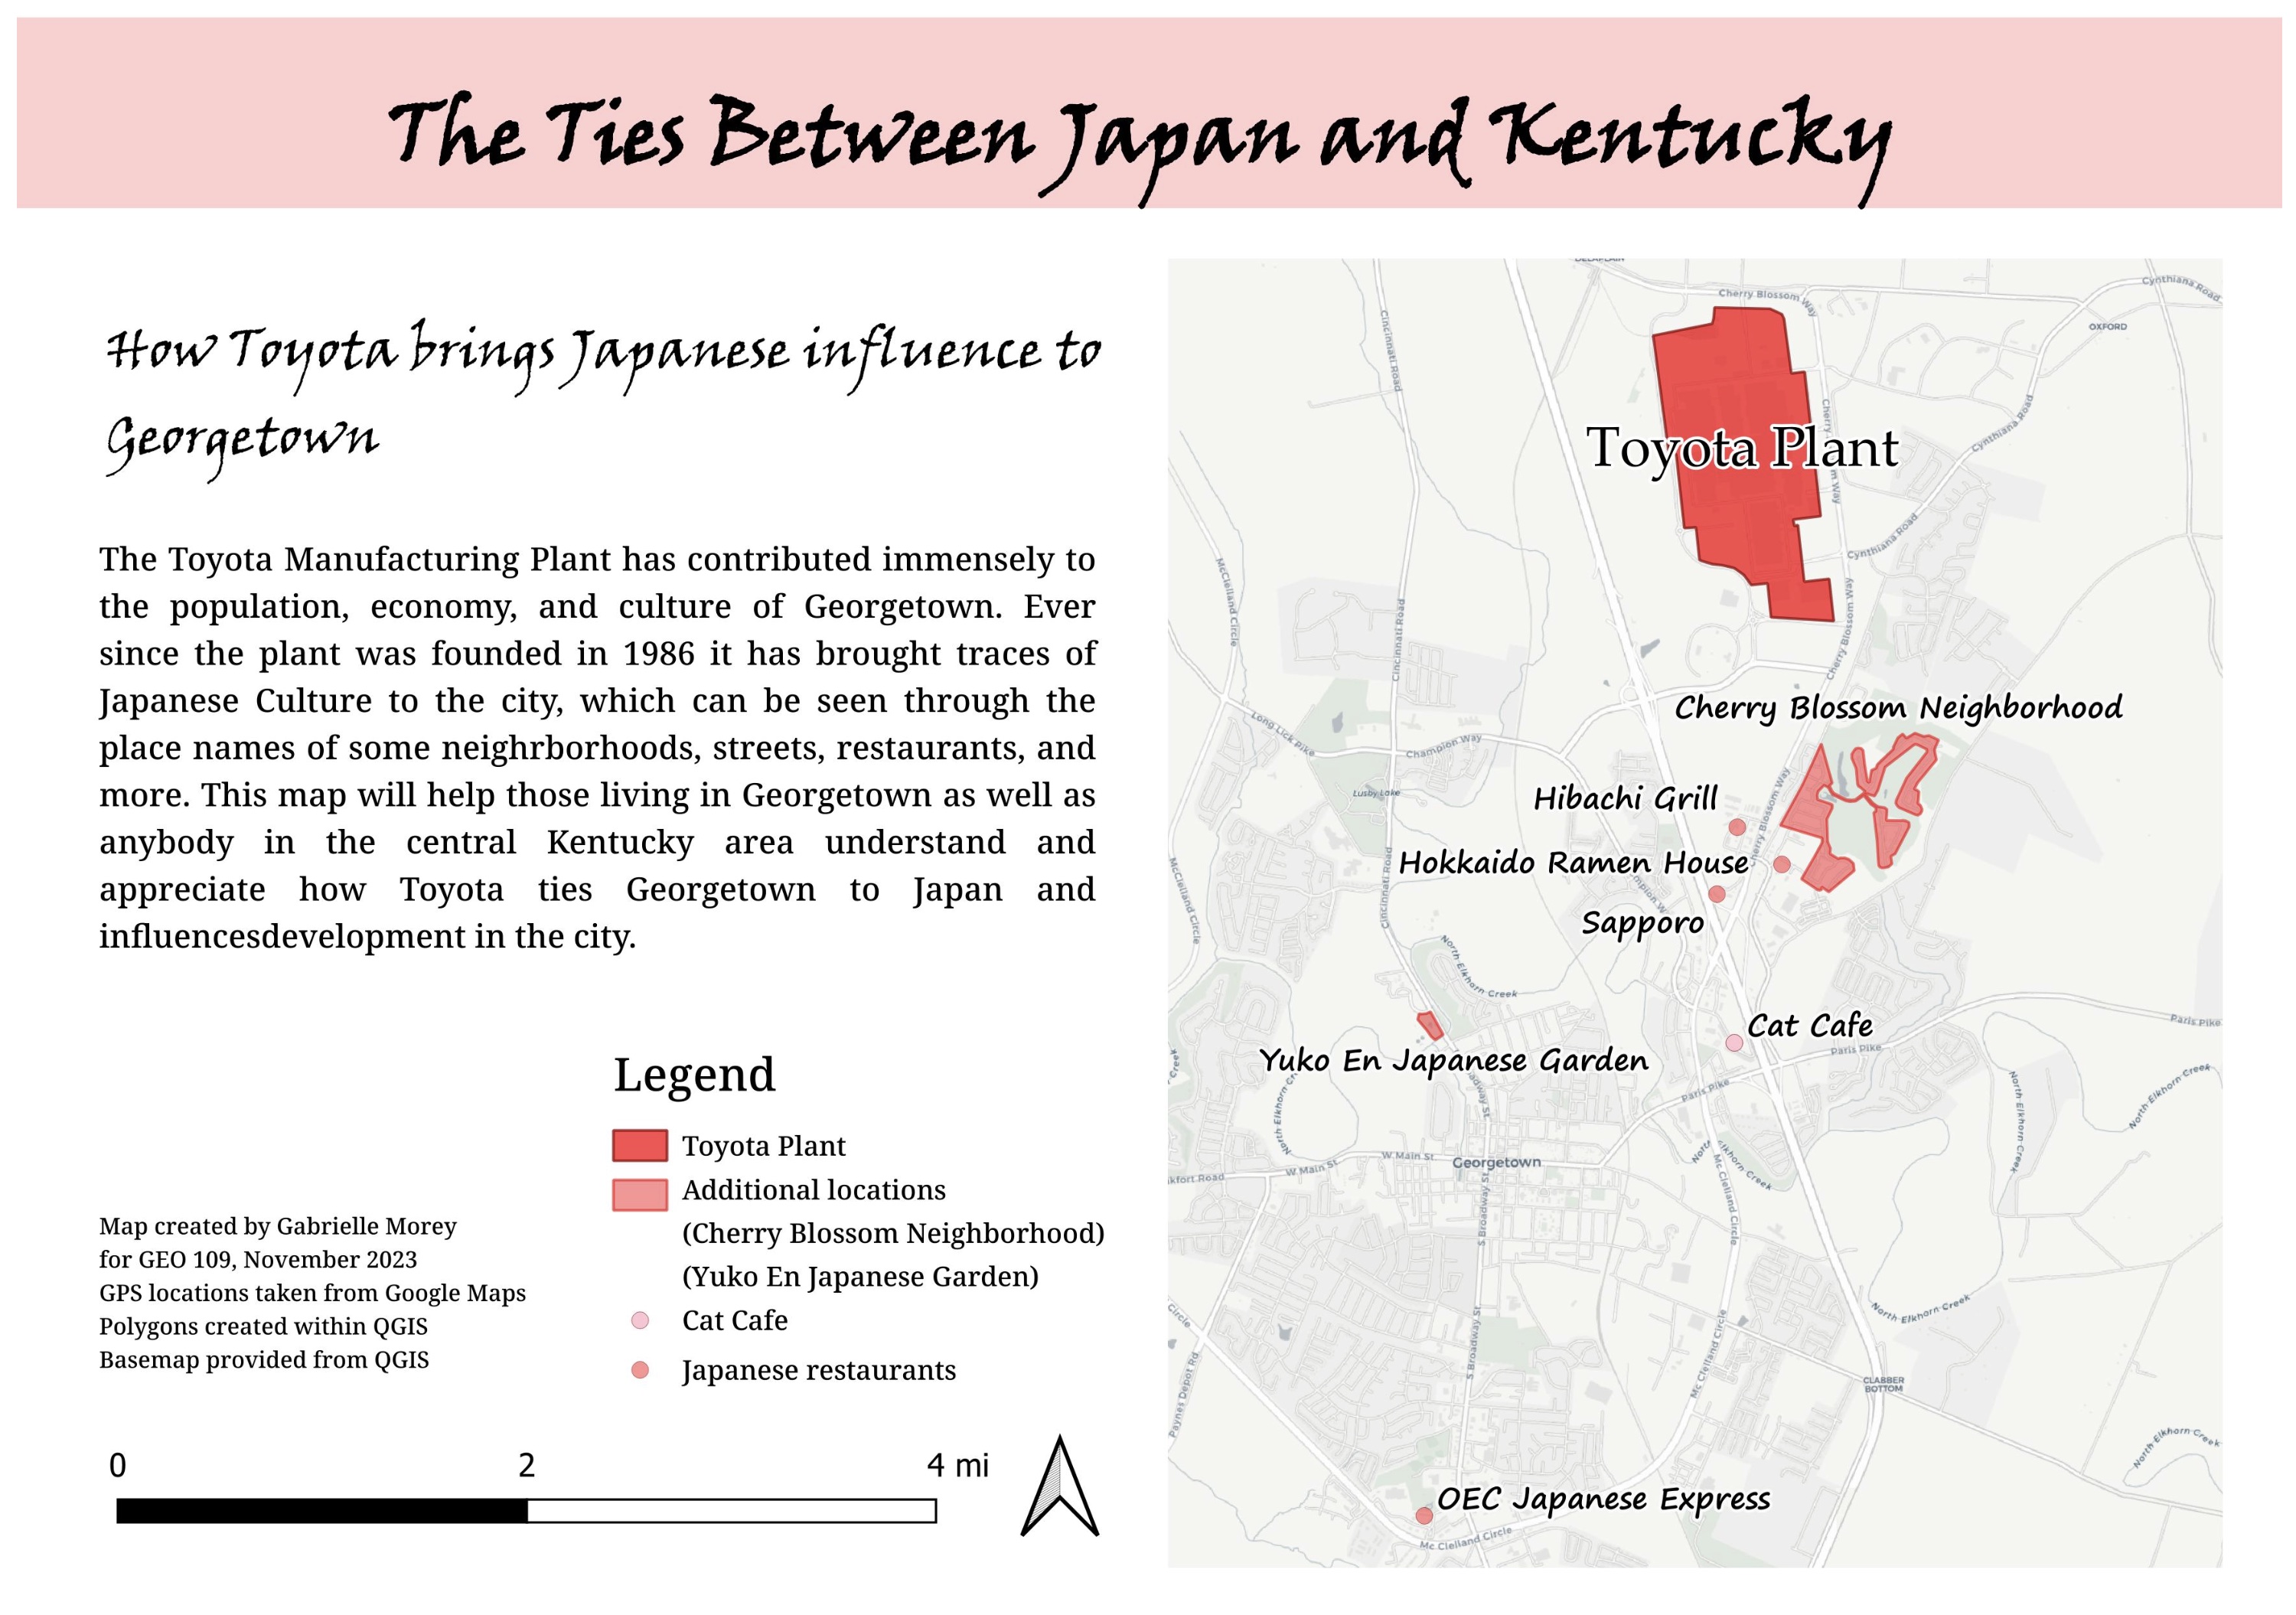 The Ties Between Japan and Kentucky
How Toyota brings Japanese influence to
Georgetown
The Toyota Manufacturing Plant has contributed immensely to
the population, economy, and culture of Georgetown. Ever
since the plant was founded in 1986 it has brought traces of
Japanese Culture to the city, which can be seen through the
place names of some neighrborhoods, streets, restaurants, and
more. This map will help those living in Georgetown as well as
anybody in the central Kentucky area understand and
appreciate how Toyota ties Georgetown to Japan and
influencesdevelopment in the city.
Legend
Toyota Plant
Additional locations
(Cherry Blossom Neighborhood)
(Yuko En Japanese Garden)
Cat Cafe
Japanese restaurants
Map created by Gabrielle Morey
for GEO 109, November 2023
GPS locations taken from Google Maps
Polygons created within QGIS
Basemap provided from QGIS
0 2 4 mi
Cherry Blossom Way
Cynthiana Road
OXFORD
Cincinnati Road
Toyota Plant
Cynthiana Road
Cynthiana Road
McClelland Circle
Cincinnati Road
Cherry Blossom Way
Cherry Blossom Neighborhood
Long Lick Pike
Champion Way
Lusby Lake
Hibachi Grill
Cherry Blossom Way
Hokkaido Ramen House
McClelland Circle
Cincinnati Road
Sapporo
North Elkhorn Creek
Cat Cafe
Paris Pike
Paris Pike
Yuko En Japanese Garden
Paris Pike
North Elkhorn Creek
North Elkhorn Creek
W Main St
W Main St
Georgetown
North Elkhorn Creek
Mc Clelland Circle
S Broadway St
North Elkhorn Creek
Circle
S Broadway St
Mc Clelland Circle
Paynes Depot Rd
CLABBER
BOTTOM
North Elkhorn Creek
OEC Japanese Express
Mc Clelland Circle